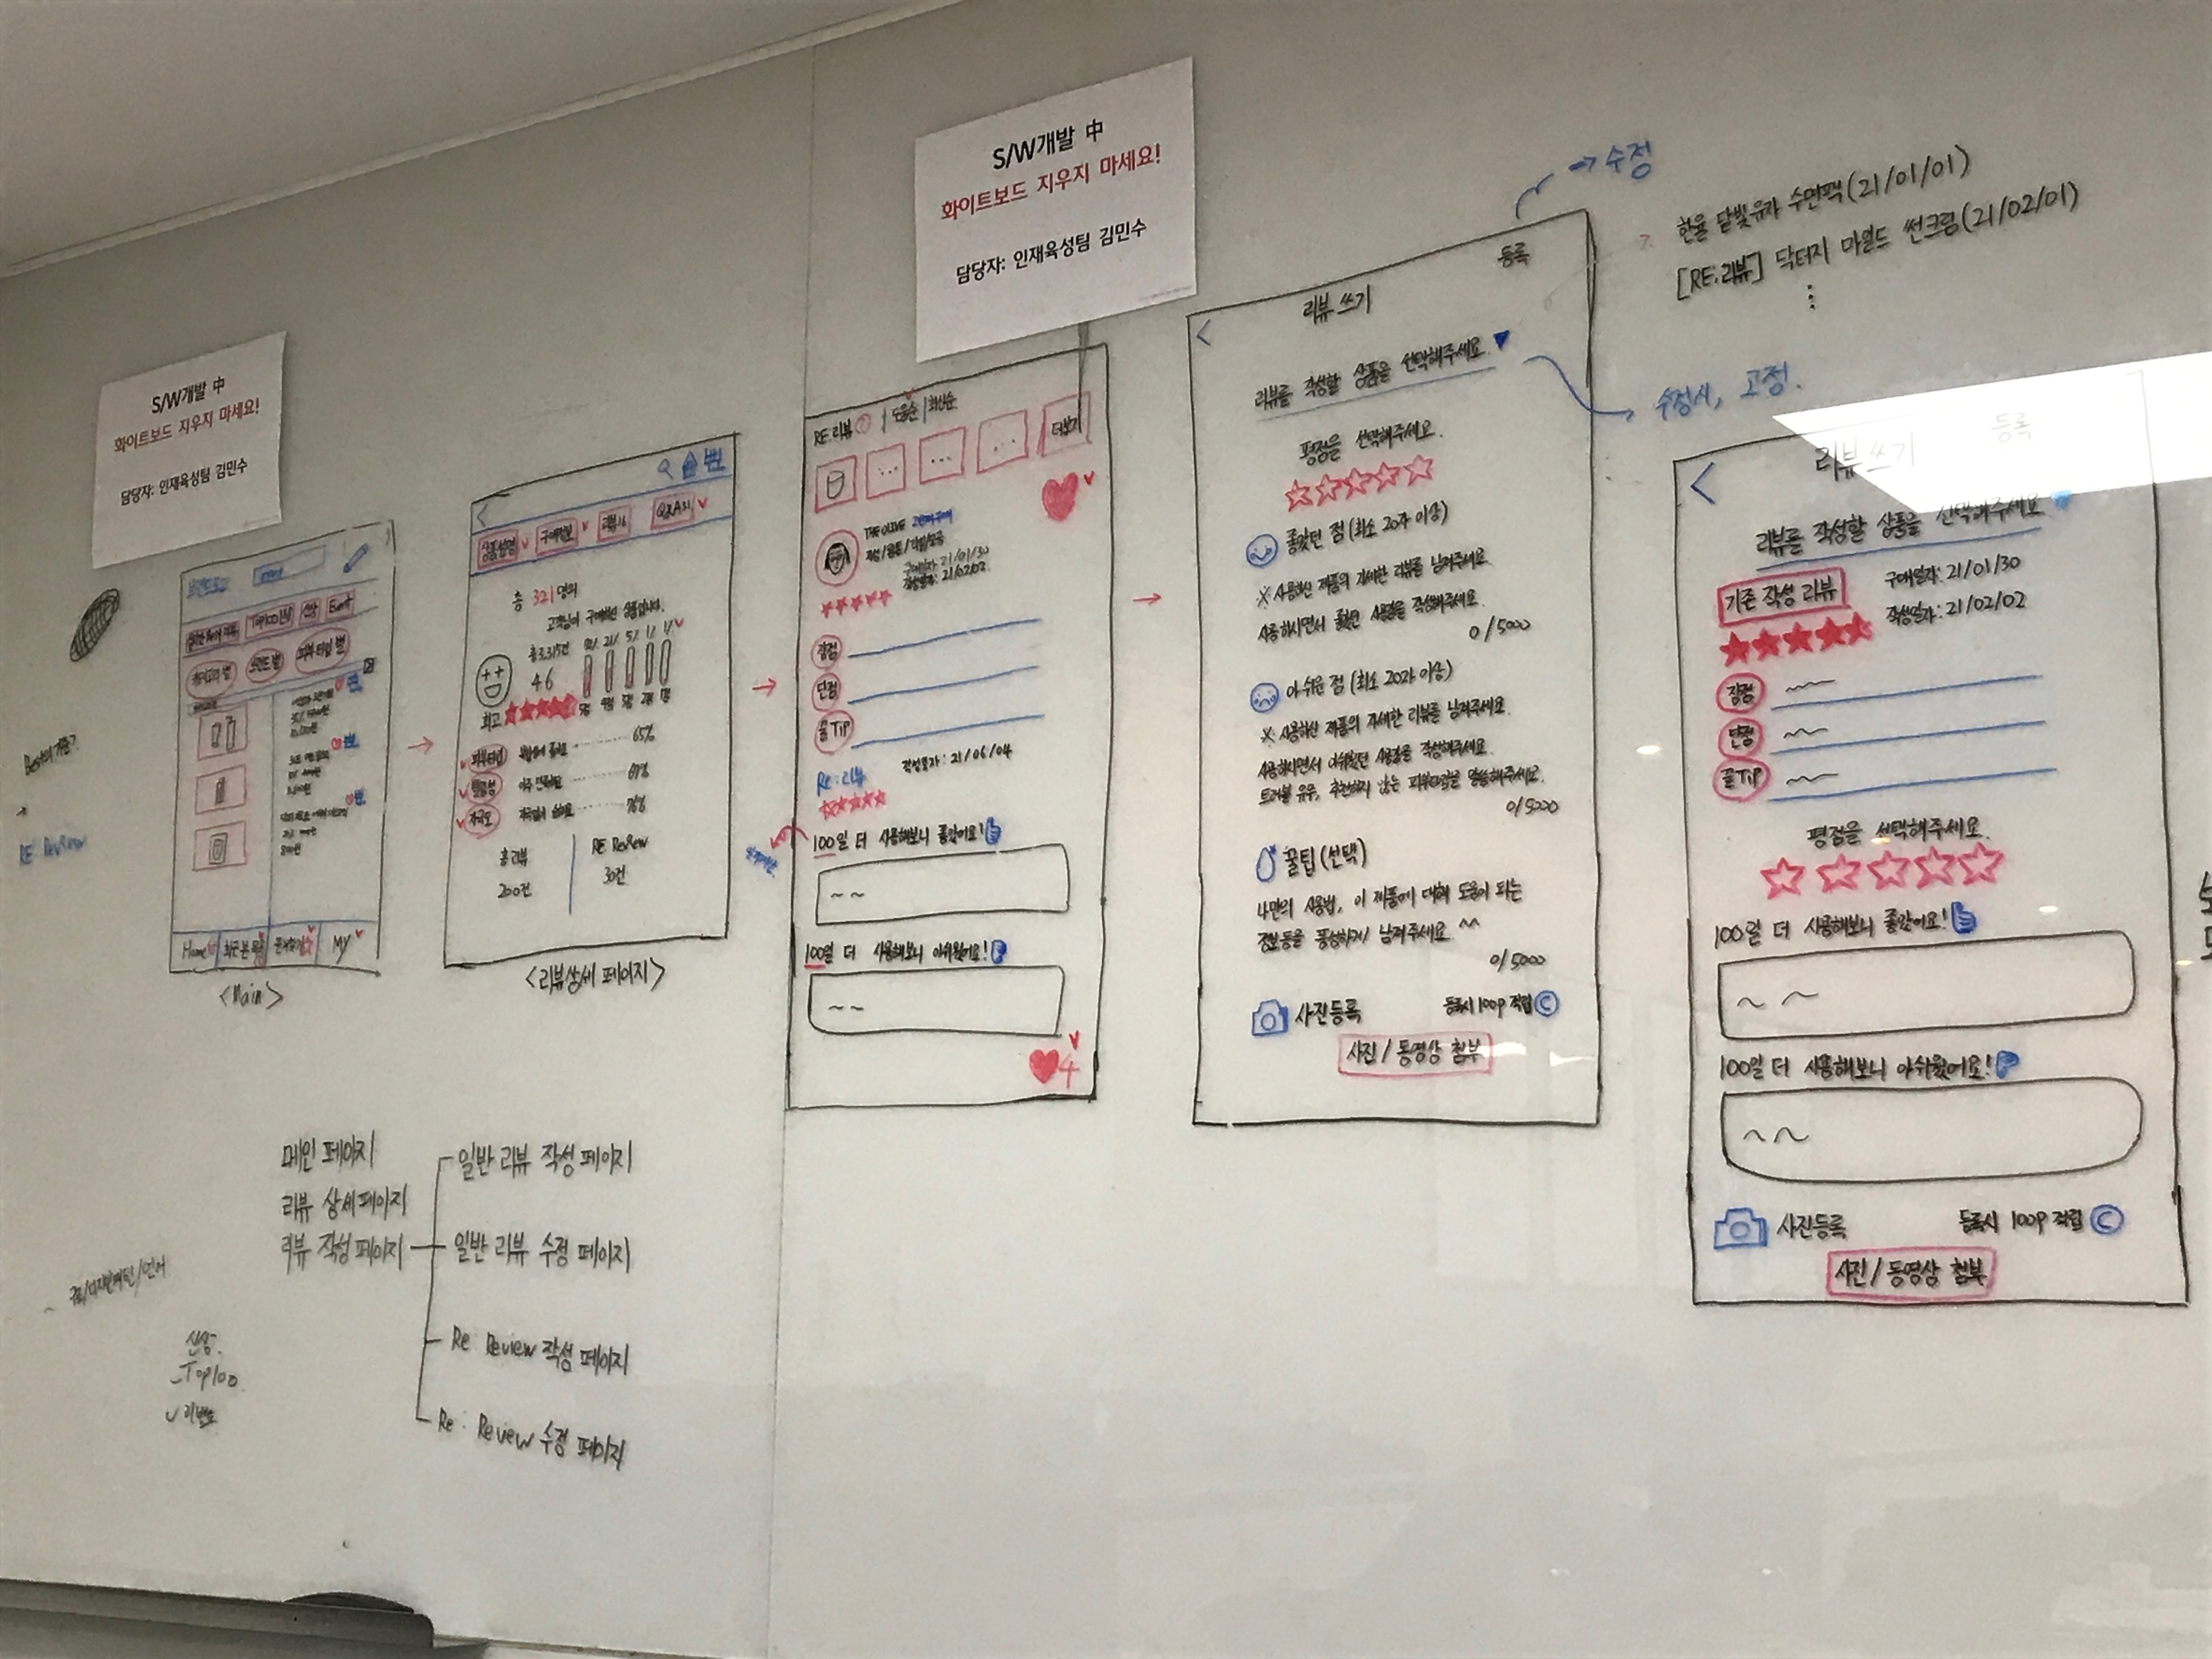 S/W개발 中
화이트보드 지우지 마세요!
담당자: 인재육성팀 김민수
S/W개발 中
화이트보드 지우지 마세요!
담당자: 인재육성팀 김민수
RE Review
Top100
Event
Home
최근 본
MY
<Main>
상품설명
구매정보
리뷰16
Q&A31
총 321명의
고객님이 구매하신 상품입니다.
4.6
최고
65%
67%
자극도
76%
총 리뷰
200건
RE Review
30건
<리뷰상세 페이지>
RE 리뷰
도움순
최신순
더보기
THE OLIVE
구매일자 21/01/30
작성일자: 21/02/02
장점
단점
꿀TIP
Re:리뷰
작성일자: 21/06/04
100일 더 사용해보니 좋았어요!
~~
100일 더 사용해보니 아쉬웠어요!
~~
4
→ 수정
등록
리뷰 쓰기
리뷰를 작성할 상품을 선택해주세요.
평점을 선택해주세요.
좋았던 점 (최소 20자 이상)
※ 사용하신 제품의 자세한 리뷰를 남겨주세요.
사용하시면서 좋았던 사용감을 작성해주세요.
0/5000
아쉬운 점 (최소 20자 이상)
※ 사용하신 제품의 자세한 리뷰를 남겨주세요.
사용하시면서 아쉬웠던 사용감을 작성해주세요.
트러블 유무, 추천하지 않는 피부타입을 말씀해주세요.
0/5000
꿀팁 (선택)
나만의 사용법, 이 제품에 대해 도움이 되는
정보등을 풍성하게 남겨주세요 ^^
0/5000
사진등록
등록시 100P 적립 ©
사진 / 동영상 첨부
한율 달빛유자 수면팩(21/01/01)
[RE:리뷰] 닥터지 마일드 썬크림(21/02/01)
수정시, 고정.
리뷰 쓰기
등록
리뷰를 작성할 상품을 선택해주세요
기존 작성 리뷰
구매일자: 21/01/30
작성일자: 21/02/02
장점
단점
꿀TIP
평점을 선택해주세요.
100일 더 사용해보니 좋았어요!
~ ~
100일 더 사용해보니 아쉬웠어요!
~~
사진등록
등록시 100P 적립 ©
사진 / 동영상 첨부
메인 페이지
리뷰 상세페이지
리뷰 작성 페이지
일반 리뷰 작성 페이지
일반 리뷰 수정 페이지
Re: Review 작성 페이지
Re: Review 수정 페이지
신상
Top100